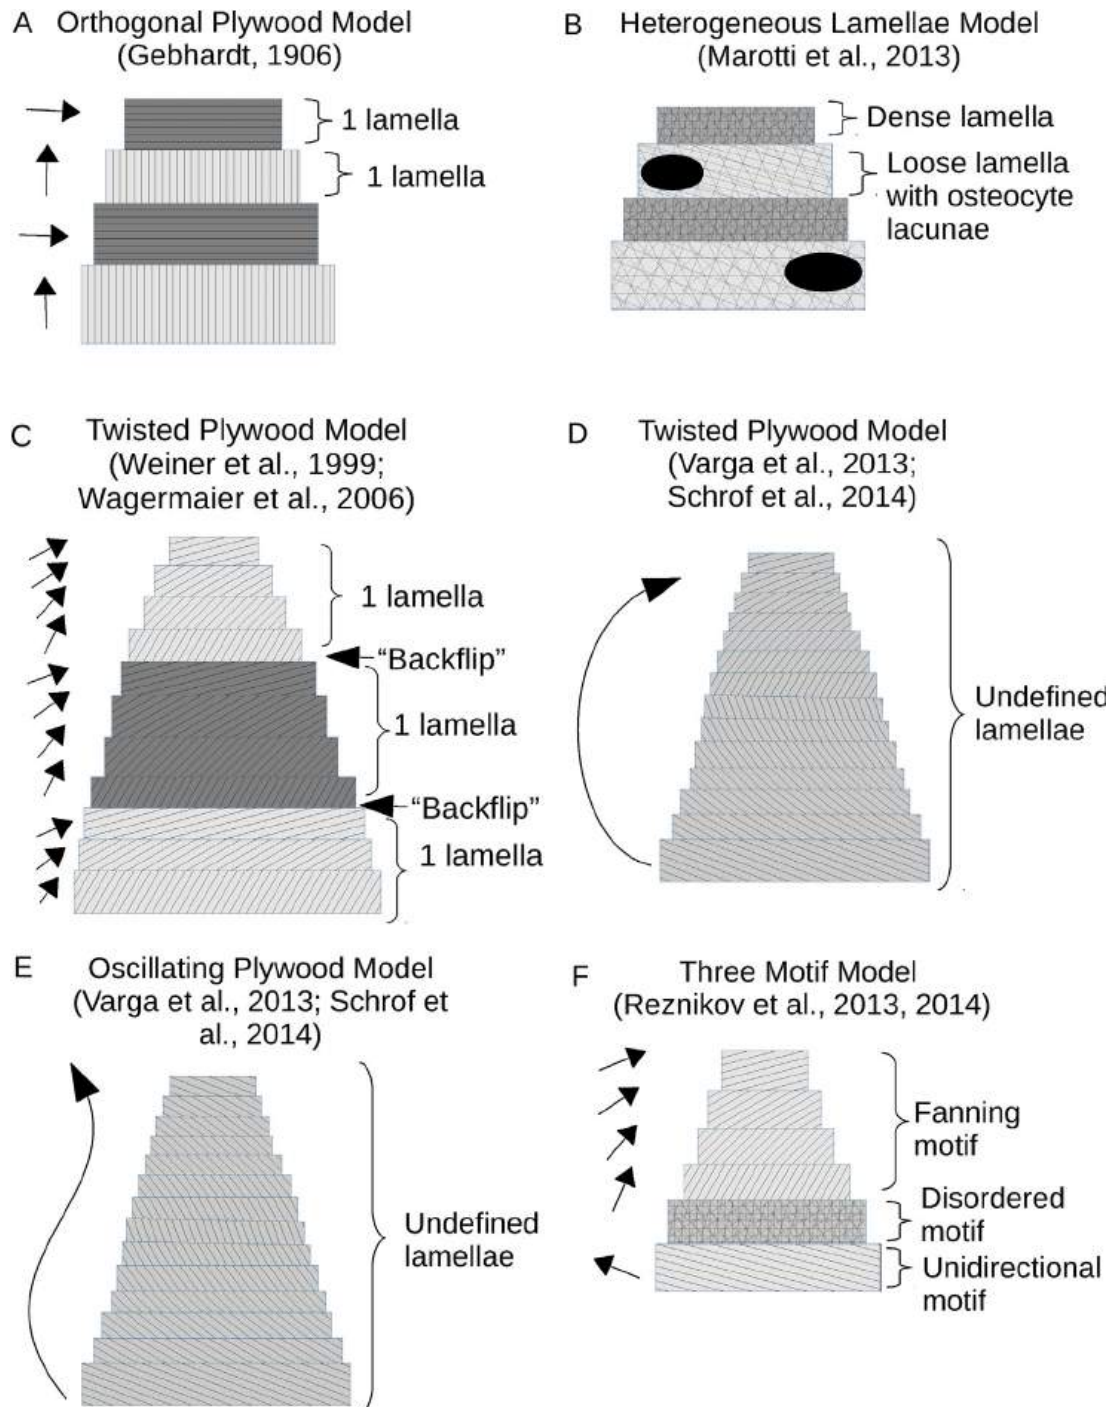 A
Orthogonal Plywood Model
(Gebhardt, 1906)
1 lamella
1 lamella
B
Heterogeneous Lamellae Model
(Marotti et al., 2013)
Dense lamella
Loose lamella
with osteocyte
lacunae
C
Twisted Plywood Model
(Weiner et al., 1999;
Wagermaier et al., 2006)
1 lamella
“Backflip”
1 lamella
“Backflip”
1 lamella
D
Twisted Plywood Model
(Varga et al., 2013;
Schrof et al., 2014)
Undefined
lamellae
E
Oscillating Plywood Model
(Varga et al., 2013; Schrof et
al., 2014)
Undefined
lamellae
F
Three Motif Model
(Reznikov et al., 2013, 2014)
Fanning
motif
Disordered
motif
Unidirectional
motif